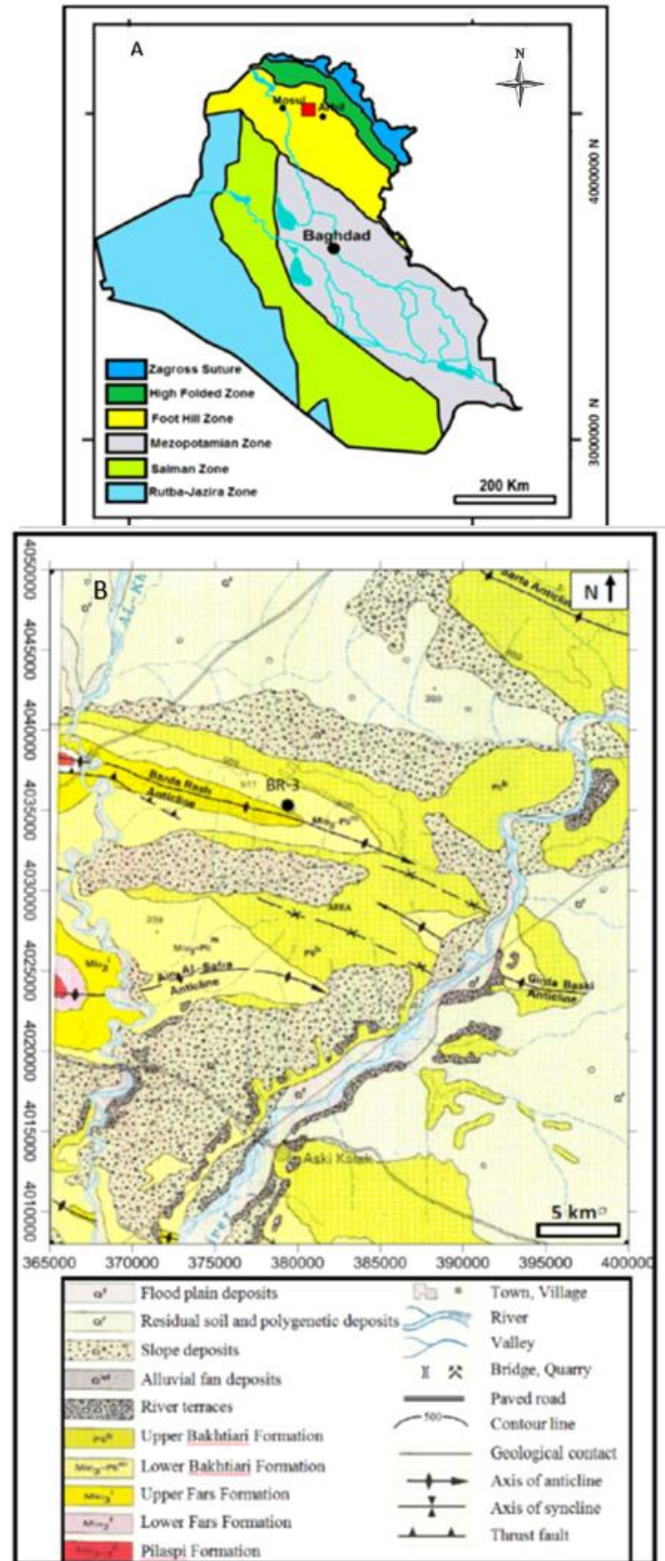 A
N
Mosul
Arbil
Baghdad
4000000 N
3000000 N
Zagross Suture
High Folded Zone
Foot Hill Zone
Mezopotamian Zone
Salman Zone
Rutba-Jazira Zone
200 Km
B
N
4050000
4045000
4040000
4035000
4030000
4025000
4020000
4015000
4010000
Barda Rash
Anticline
BR-3
Al-Safra
Anticline
Girda Baski
Anticline
Aski Kalak
5 km
365000 370000 375000 380000 385000 390000 395000 400000
Flood plain deposits
Residual soil and polygenetic deposits
Slope deposits
Alluvial fan deposits
River terraces
Upper Bakhtiari Formation
Lower Bakhtiari Formation
Upper Fars Formation
Lower Fars Formation
Pilaspi Formation
Town, Village
River
Valley
Bridge, Quarry
Paved road
500
Contour line
Geological contact
Axis of anticline
Axis of syncline
Thrust fault